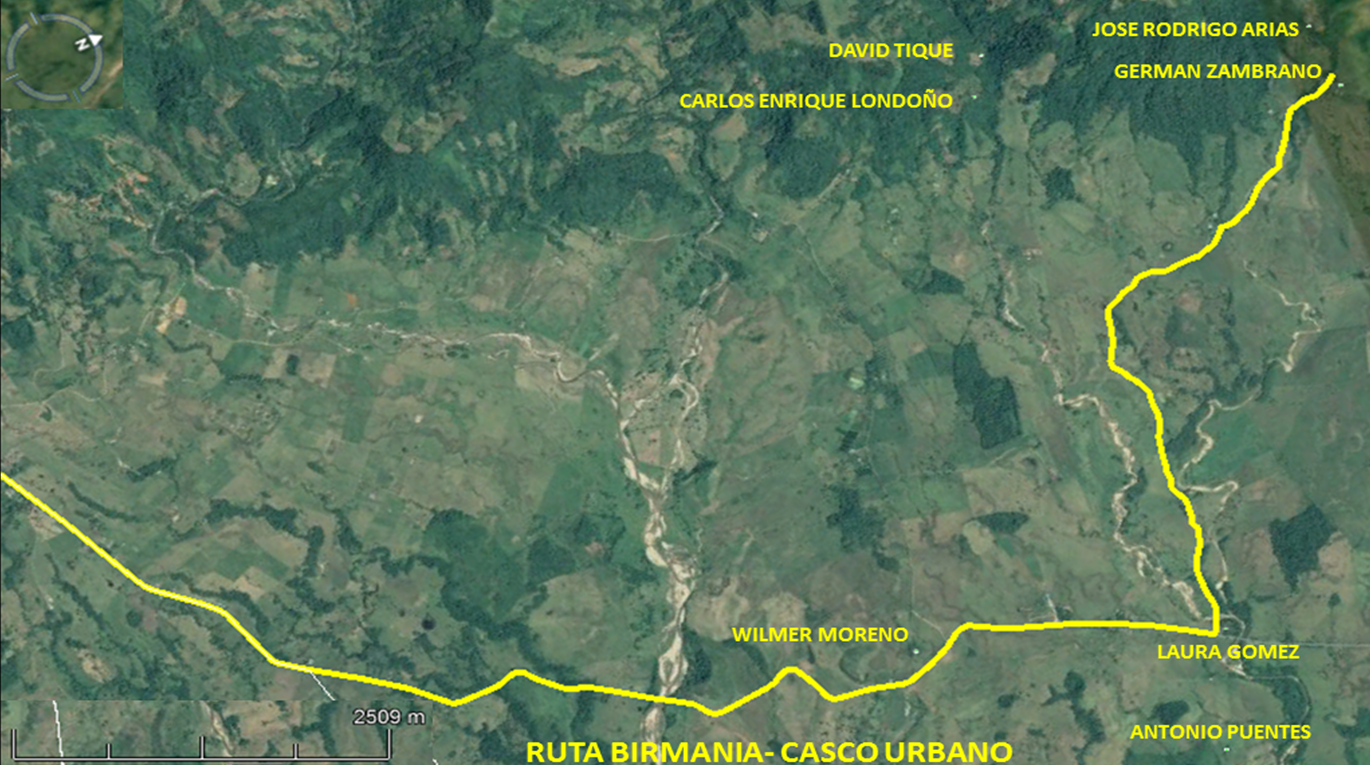 JOSE RODRIGO ARIAS
DAVID TIQUE
GERMAN ZAMBRANO
CARLOS ENRIQUE LONDOÑO
N
WILMER MORENO
LAURA GOMEZ
2509 m
ANTONIO PUENTES
RUTA BIRMANIA- CASCO URBANO